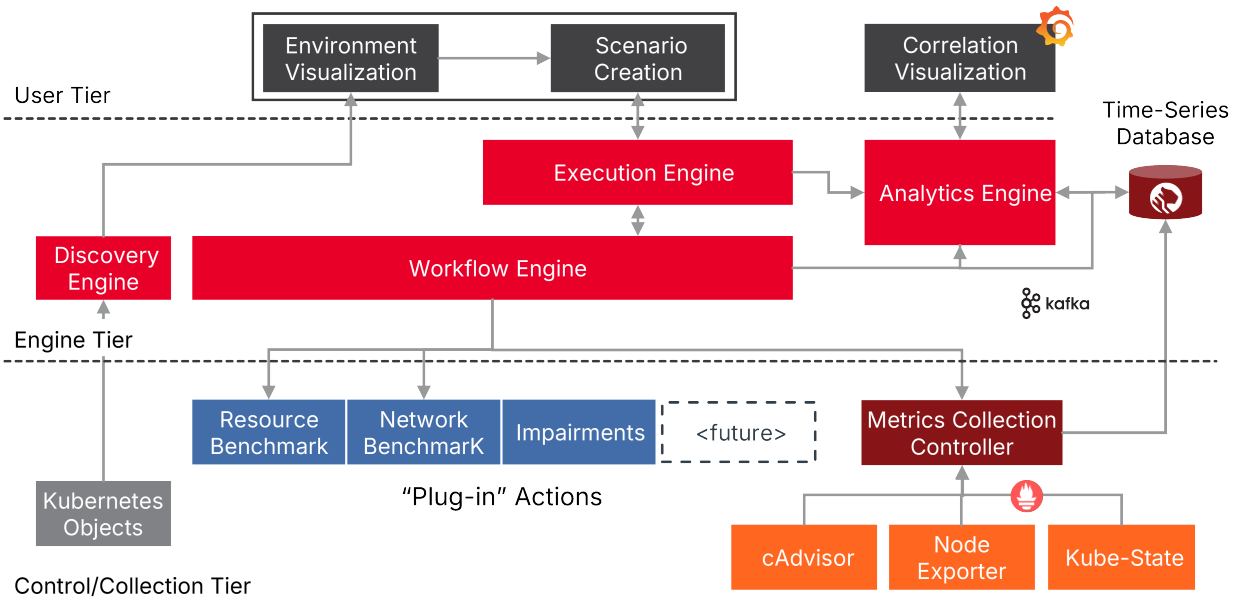 Environment
Visualization
Scenario
Creation
Correlation
Visualization
User Tier
Time-Series
Database
Execution Engine
Analytics Engine
Discovery
Engine
Workflow Engine
kafka
Engine Tier
Resource
Benchmark
Network
BenchmarK
Impairments
<future>
Metrics Collection
Controller
“Plug-in” Actions
Kubernetes
Objects
cAdvisor
Node
Exporter
Kube-State
Control/Collection Tier